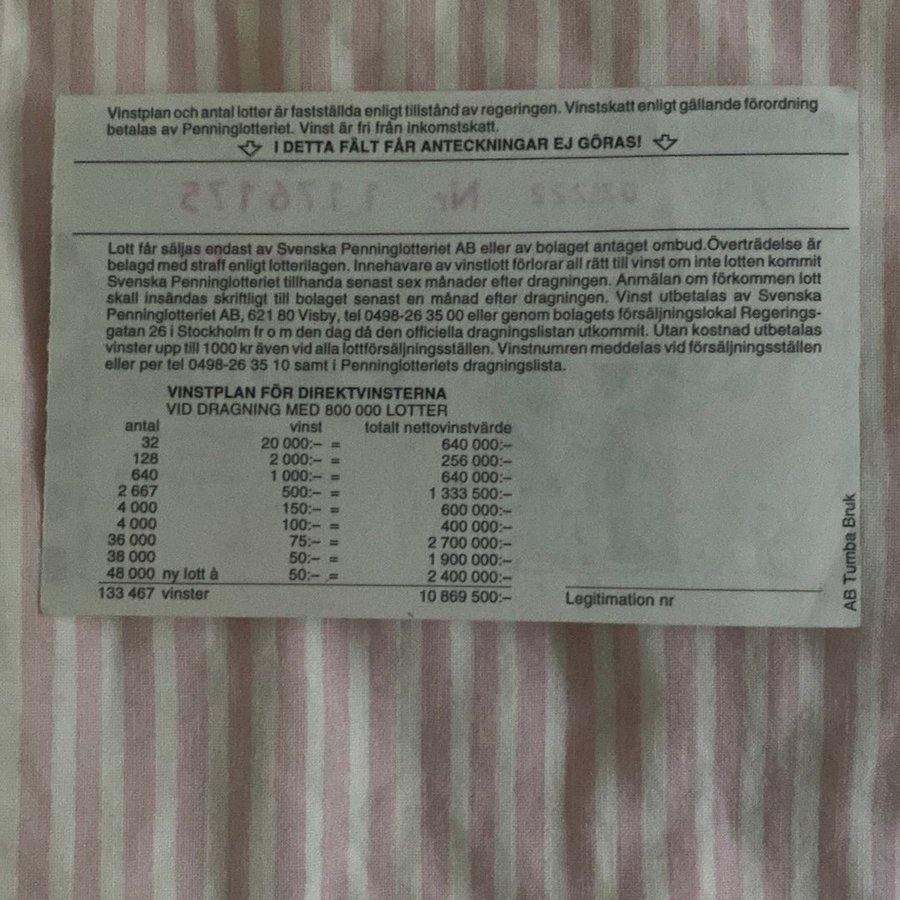 Vinstplan och antal lotter är fastställda enligt tillstånd av regeringen. Vinstskatt enligt gällande förordning
betalas av Penninglotteriet. Vinst är fri från inkomstskatt.
I DETTA FÄLT FÅR ANTECKNINGAR EJ GÖRAS!
Nr 1176175
Lott får säljas endast av Svenska Penninglotteriet AB eller av bolaget antaget ombud.Överträdelse är
belagd med straff enligt lotterilagen. Innehavare av vinstlott förlorar all rätt till vinst om inte lotten kommit
Svenska Penninglotteriet tillhanda senast sex månader efter dragningen. Anmälan om förkommen lott
skall insändas skriftligt till bolaget senast en månad efter dragningen. Vinst utbetalas av Svenska
Penninglotteriet AB, 621 80 Visby, tel 0498-26 35 00 eller genom bolagets försäljningslokal Regerings-
gatan 26 i Stockholm fr o m den dag då den officiella dragningslistan utkommit. Utan kostnad utbetalas
vinster upp till 1000 kr även vid alla lottförsäljningsställen. Vinstnumren meddelas vid försäljningsställen
eller per tel 0498-26 35 10 samt i Penninglotteriets dragningslista.
VINSTPLAN FÖR DIREKTVINSTERNA
VID DRAGNING MED 800 000 LOTTER
antal vinst totalt nettovinstvärde
32 20 000:– = 640 000:–
128 2 000:– = 256 000:–
640 1 000:– = 640 000:–
2 667 500:– = 1 333 500:–
4 000 150:– = 600 000:–
4 000 100:– = 400 000:–
36 000 75:– = 2 700 000:–
38 000 50:– = 1 900 000:–
48 000 ny lott à 50:– = 2 400 000:–
133 467 vinster 10 869 500:–
Legitimation nr
AB Tumba Bruk